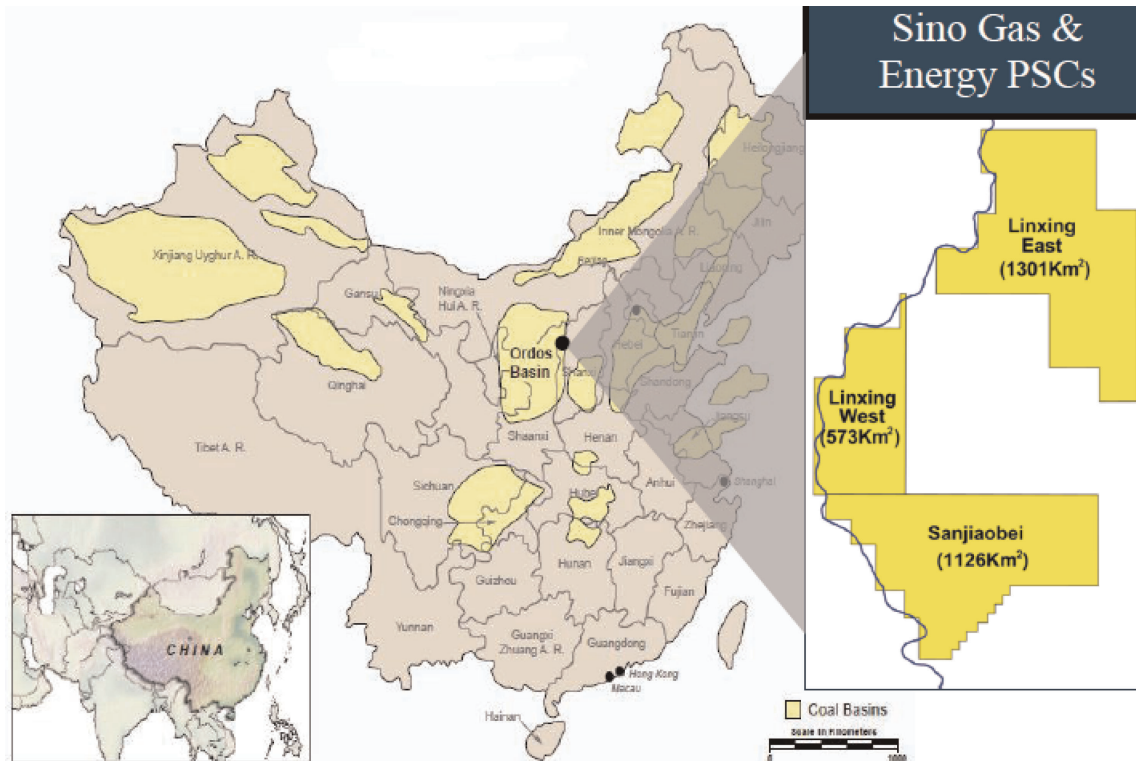 Sino Gas &
Energy PSCs
Heilongjiang
Jilin
Inner Mongolia A. R.
Beijing
Liaoning
Xinjiang Uyghur A. R.
Gansu
Ningxia
Hui A. R.
Tianjin
Hebei
Ordos
Basin
Shanxi
Qinghai
Shandong
Jiangsu
Shaanxi
Henan
Tibet A. R.
Sichuan
Anhui
Shanghai
Hubei
Chongqing
Zhejiang
Hunan
Jiangxi
Guizhou
Fujian
Yunnan
Guangxi
Zhuang A. R.
Guangdong
Hong Kong
Macau
Hainan
CHINA
Linxing
East
(1301Km²)
Linxing
West
(573Km²)
Sanjiaobei
(1126Km²)
Coal Basins
Scale in Kilometers
0 1000